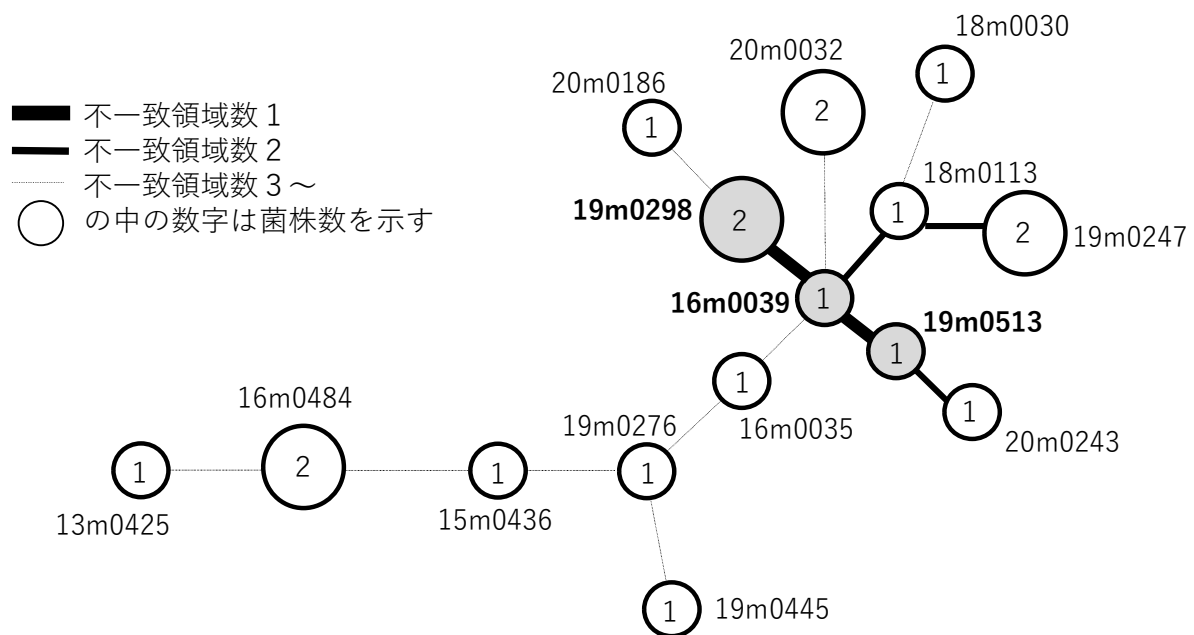 不一致領域数１
不一致領域数２
不一致領域数３～
の中の数字は菌株数を示す
18m0030
1
20m0032
2
20m0186
1
18m0113
1
19m0298
2
2
19m0247
16m0039
1
19m0513
1
1
16m0035
1
20m0243
16m0484
2
19m0276
1
1
13m0425
1
15m0436
1
19m0445